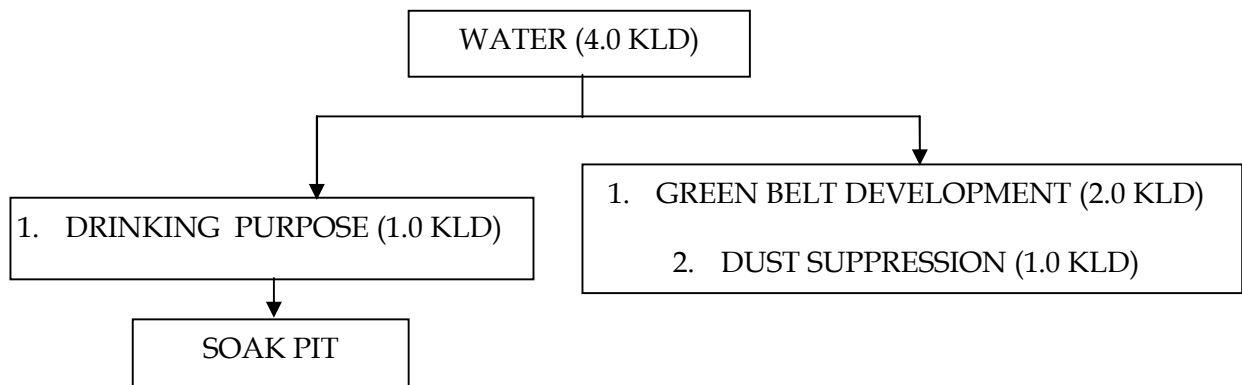 WATER (4.0 KLD)
1. DRINKING PURPOSE (1.0 KLD)
1. GREEN BELT DEVELOPMENT (2.0 KLD)
2. DUST SUPPRESSION (1.0 KLD)
SOAK PIT